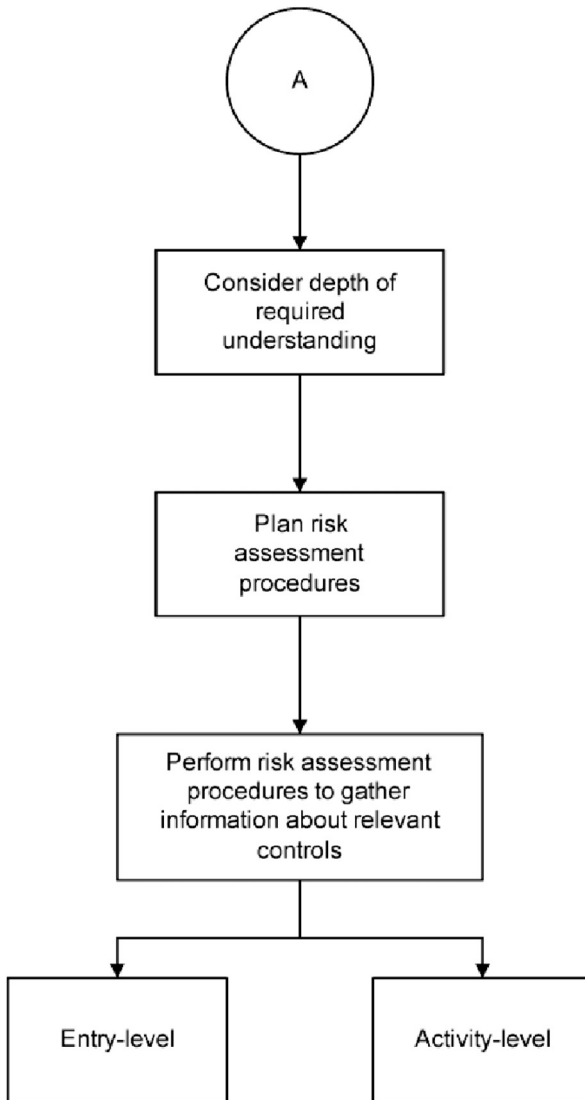 A
Consider depth of
required
understanding
Plan risk
assessment
procedures
Perform risk assessment
procedures to gather
information about relevant
controls
Entry-level
Activity-level